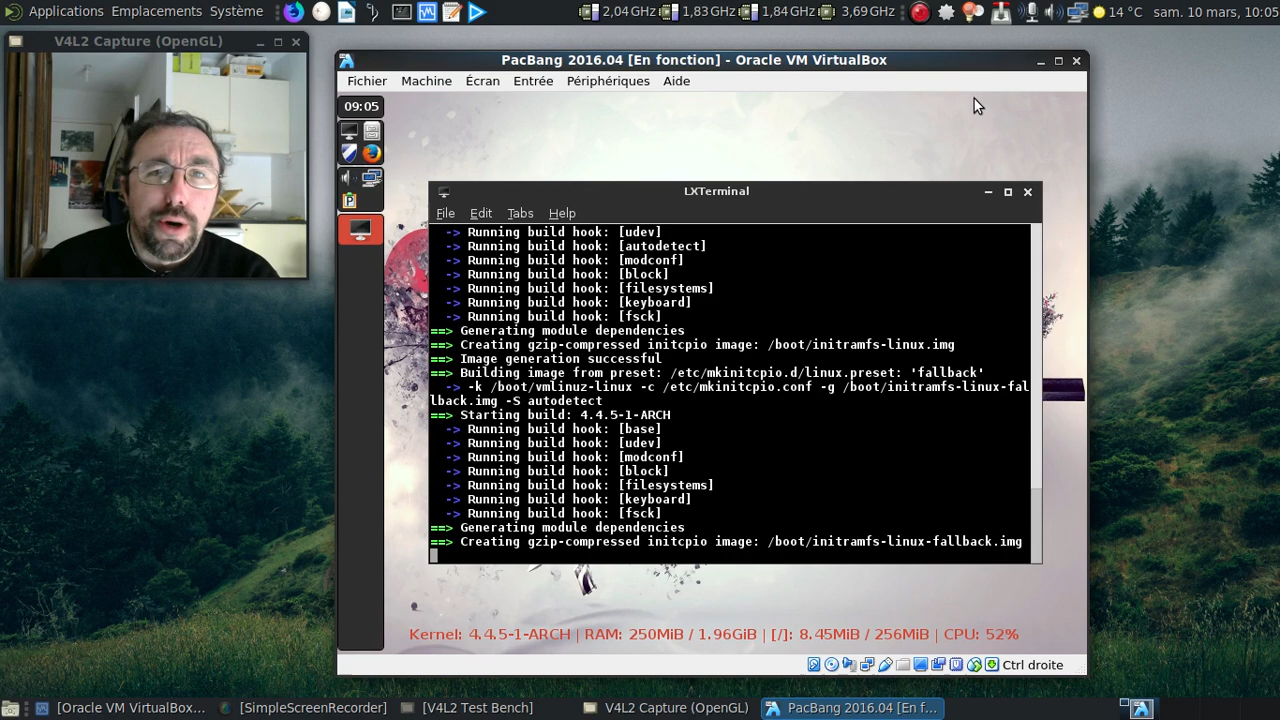 Applications Emplacements Système
2,04 GHz 1,83 GHz 1,84 GHz 3,69 GHz
14 °C sam. 10 mars, 10:05
V4L2 Capture (OpenGL)
PacBang 2016.04 [En fonction] - Oracle VM VirtualBox
Fichier Machine Écran Entrée Périphériques Aide
09:05
LXTerminal
File Edit Tabs Help
-> Running build hook: [udev]
-> Running build hook: [autodetect]
-> Running build hook: [modconf]
-> Running build hook: [block]
-> Running build hook: [filesystems]
-> Running build hook: [keyboard]
-> Running build hook: [fsck]
==> Generating module dependencies
==> Creating gzip-compressed initcpio image: /boot/initramfs-linux.img
==> Image generation successful
==> Building image from preset: /etc/mkinitcpio.d/linux.preset: 'fallback'
-> -k /boot/vmlinuz-linux -c /etc/mkinitcpio.conf -g /boot/initramfs-linux-fal
lback.img -S autodetect
==> Starting build: 4.4.5-1-ARCH
-> Running build hook: [base]
-> Running build hook: [udev]
-> Running build hook: [modconf]
-> Running build hook: [block]
-> Running build hook: [filesystems]
-> Running build hook: [keyboard]
-> Running build hook: [fsck]
==> Generating module dependencies
==> Creating gzip-compressed initcpio image: /boot/initramfs-linux-fallback.img
Kernel: 4.4.5-1-ARCH | RAM: 250MiB / 1.96GiB | [/]: 8.45MiB / 256MiB | CPU: 52%
Ctrl droite
[Oracle VM VirtualBox... [SimpleScreenRecorder] [V4L2 Test Bench] V4L2 Capture (OpenGL) PacBang 2016.04 [En f...